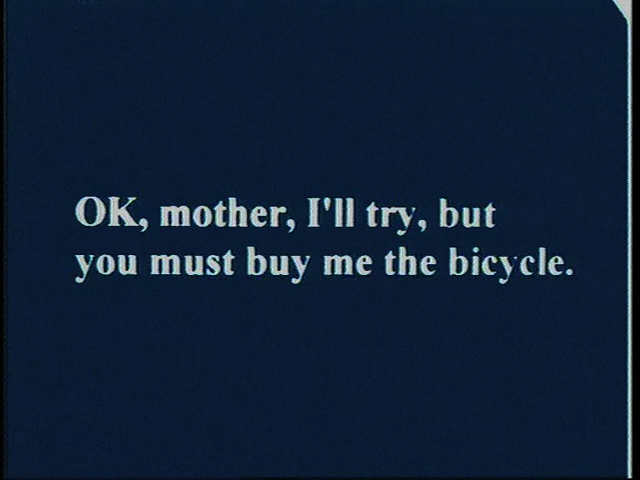 OK, mother, I'll try, but
you must buy me the bicycle.